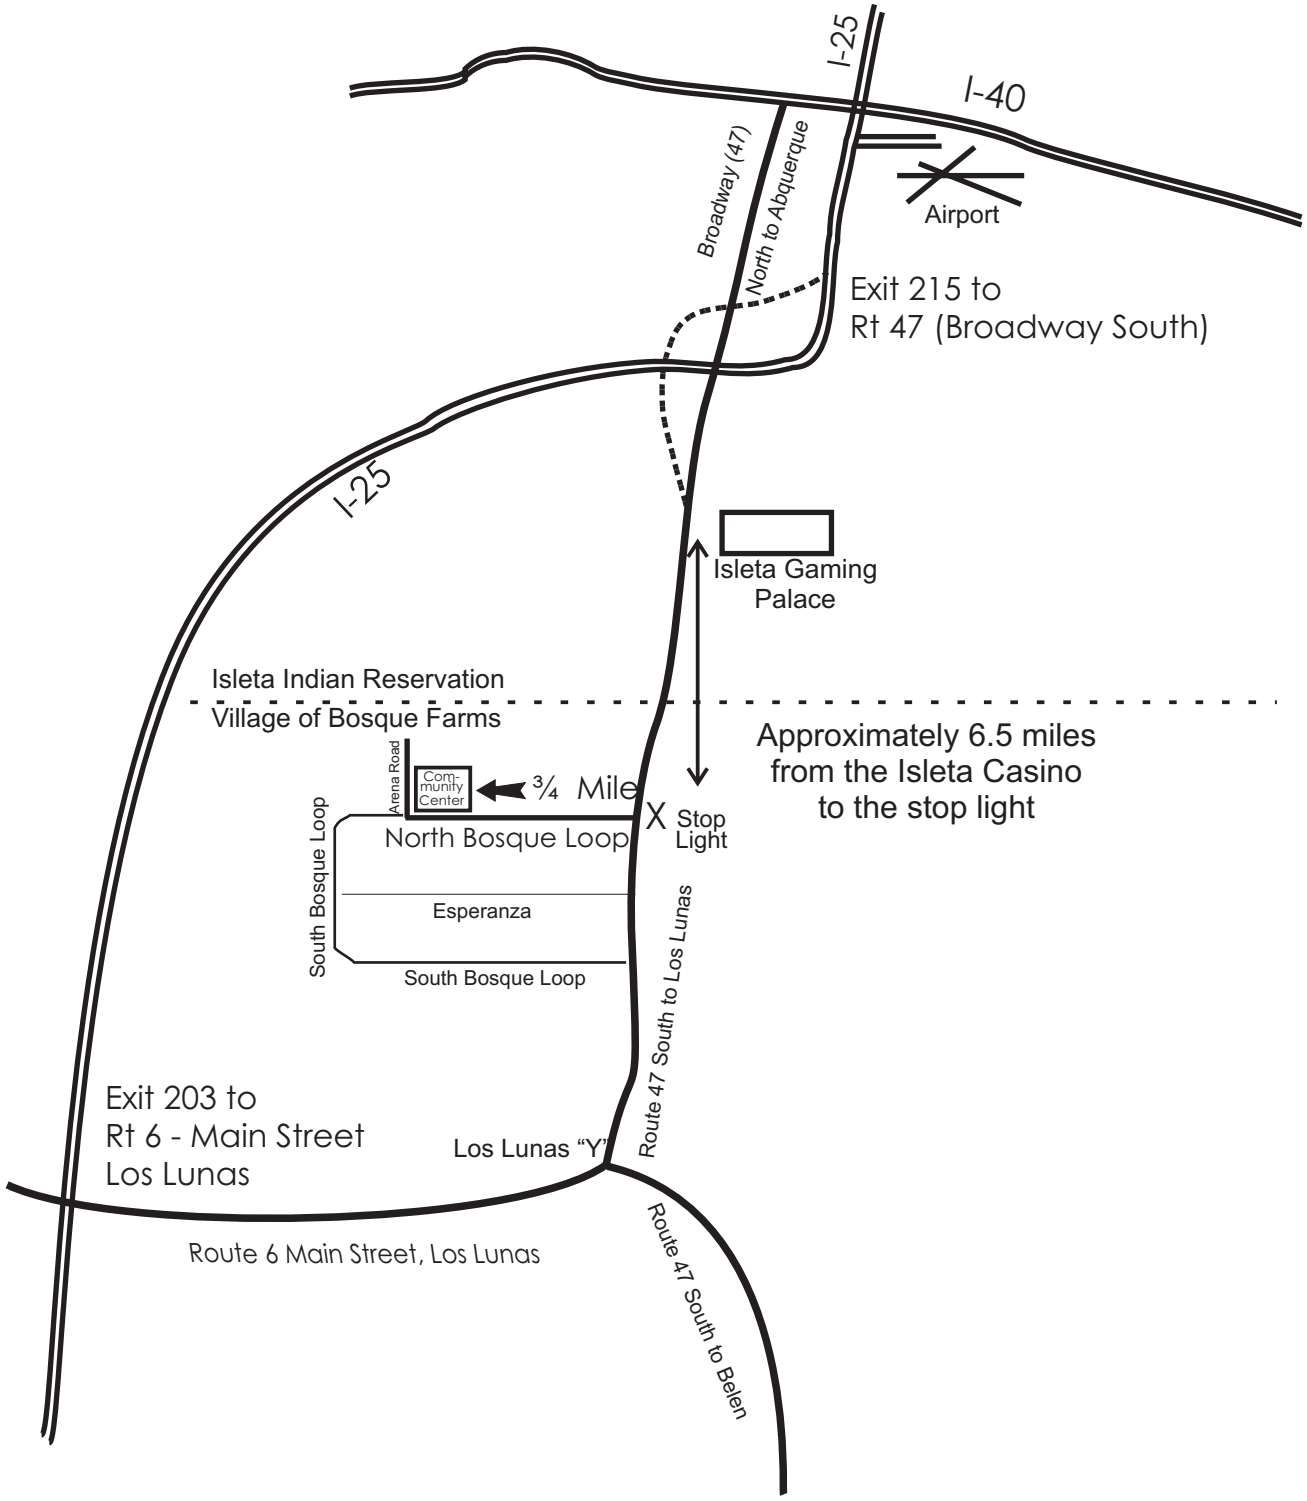 I-25
I-40
Broadway (47)
North to Abquerque
Airport
Exit 215 to
Rt 47 (Broadway South)
I-25
Isleta Gaming
Palace
Isleta Indian Reservation
Village of Bosque Farms
Approximately 6.5 miles
from the Isleta Casino
to the stop light
Arena Road
Com-
munity
Center
¾ Mile
X
Stop
Light
North Bosque Loop
South Bosque Loop
Esperanza
South Bosque Loop
Route 47 South to Los Lunas
Exit 203 to
Rt 6 - Main Street
Los Lunas
Los Lunas “Y”
Route 6 Main Street, Los Lunas
Route 47 South to Belen